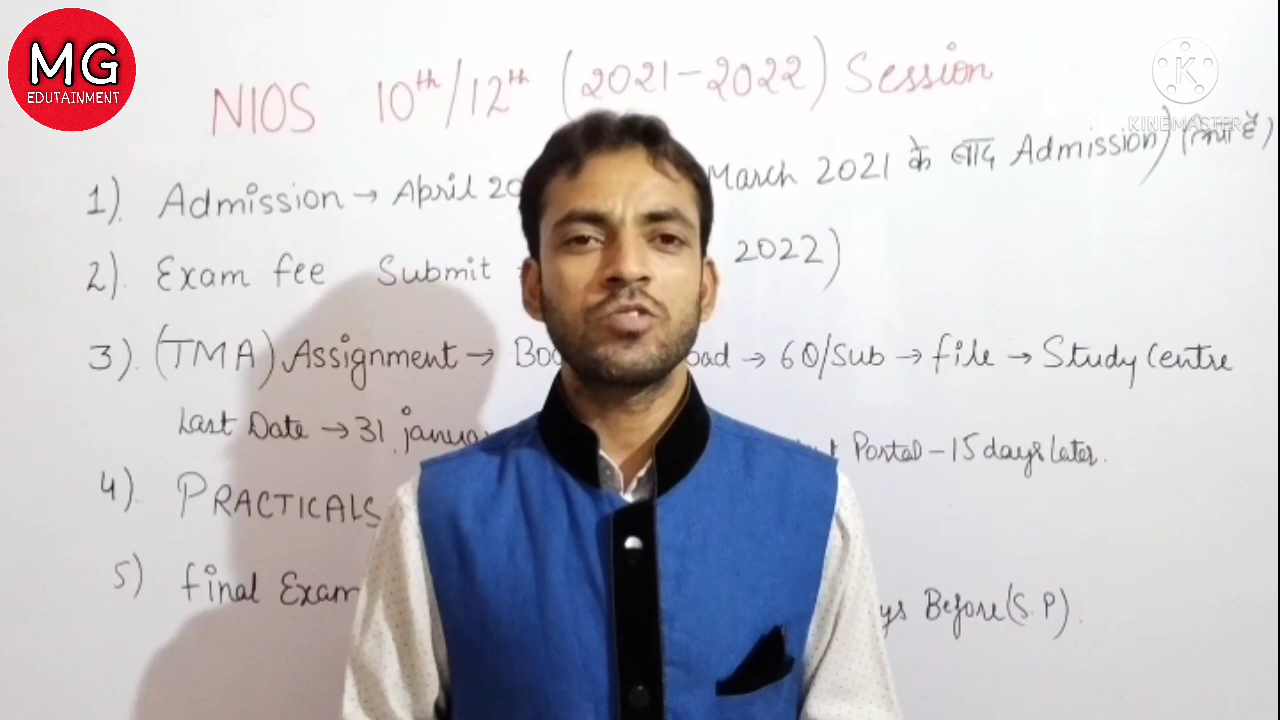 MG
EDUTAINMENT
K
KINEMASTER
NIOS 10th/12th (2021-2022) Session
1). Admission → April 20 March 2021 के बाद Admission)
2). Exam fee Submit 2022)
3). (TMA) Assignment → Boo oad → 60/Sub → file → Study Centre
Last Date → 31 januar Portal - 15 days later.
4). PRACTICALS
5) final Exam ys Before (S.P).